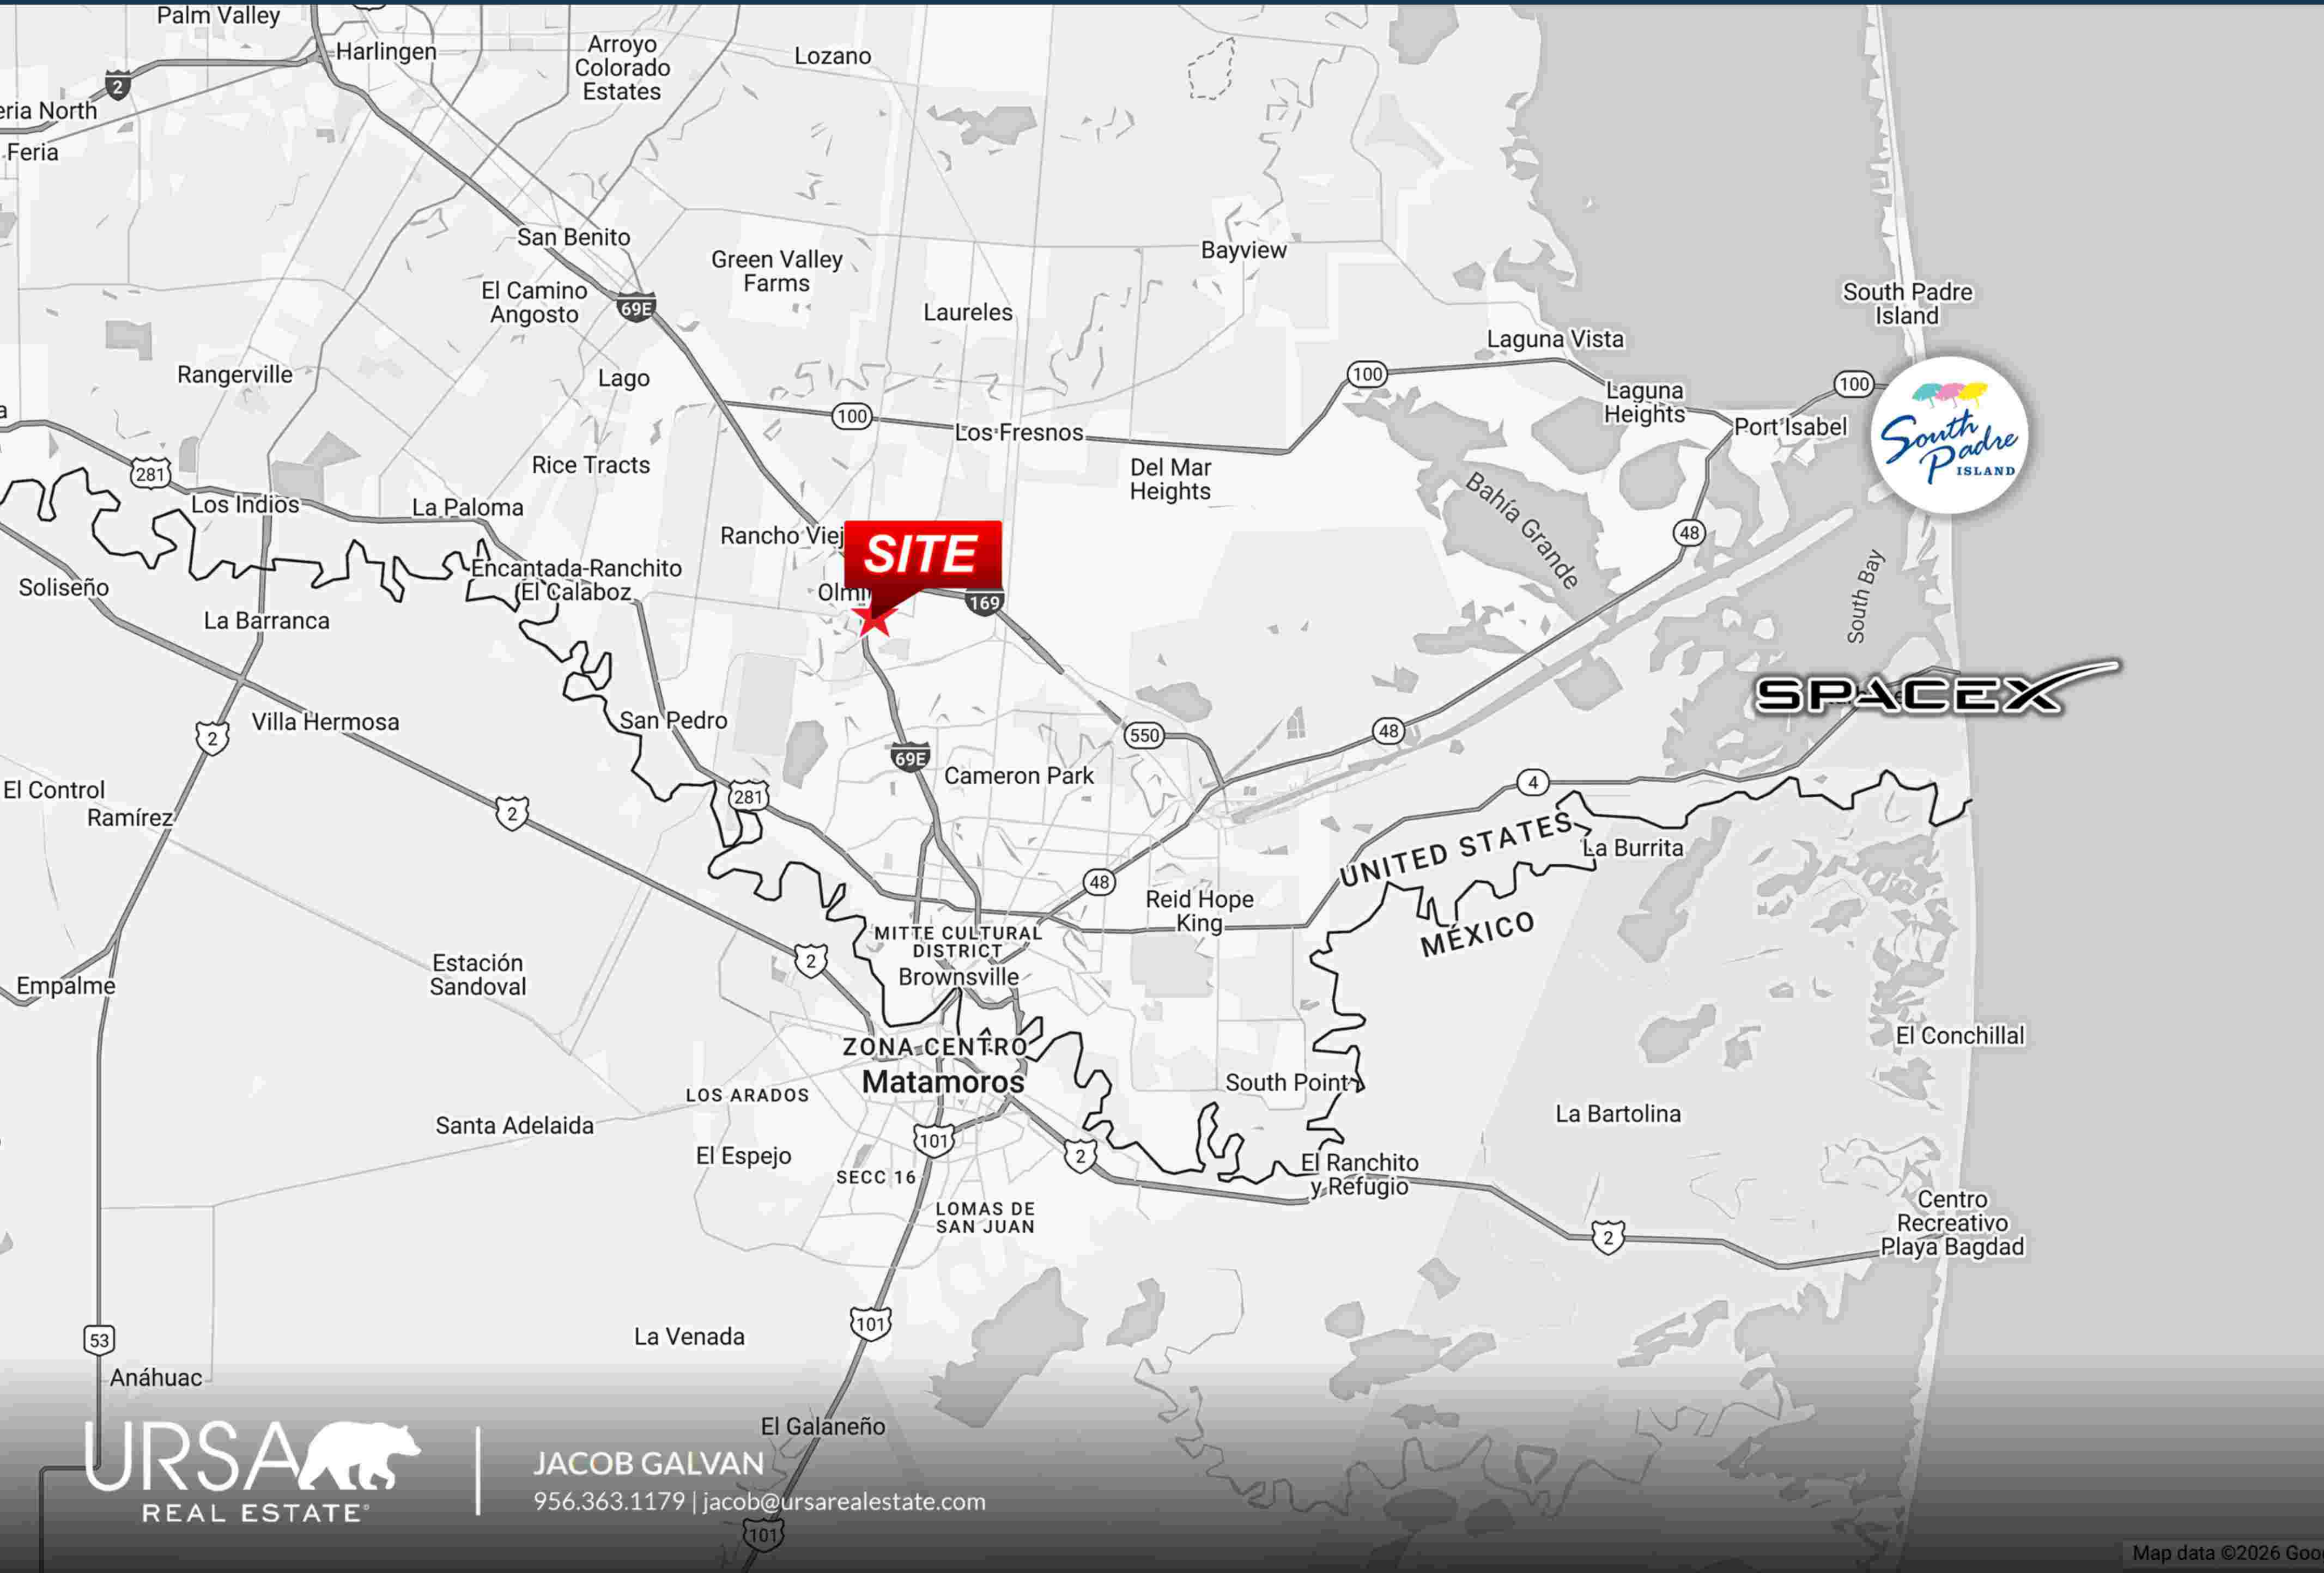 Palm Valley
Harlingen
Arroyo
Colorado
Estates
Lozano
2
eria North
Feria
San Benito
Green Valley
Farms
Bayview
El Camino
Angosto
69E
Laureles
South Padre
Island
Laguna Vista
Rangerville
Lago
100
Laguna
Heights
100
100
Los Fresnos
Port Isabel
South
Padre
ISLAND
a
281
Rice Tracts
Del Mar
Heights
Bahía Grande
Los Indios
La Paloma
Rancho Viej
SITE
48
Encantada-Ranchito
El Calaboz
Olmi
169
South Bay
Soliseño
La Barranca
SPACEX
2
Villa Hermosa
San Pedro
550
48
69E
Cameron Park
El Control
281
4
Ramírez
2
UNITED STATES
La Burrita
48
Reid Hope
King
MÉXICO
MITTE CULTURAL
DISTRICT
2
Brownsville
Estación
Sandoval
Empalme
El Conchillal
ZONA CENTRO
Matamoros
South Point
LOS ARADOS
La Bartolina
Santa Adelaida
101
El Espejo
2
SECC 16
El Ranchito
y Refugio
LOMAS DE
SAN JUAN
Centro
Recreativo
Playa Bagdad
2
101
La Venada
53
Anáhuac
El Galaneño
URSA
REAL ESTATE
JACOB GALVAN
956.363.1179 | jacob@ursarealestate.com
101
Map data ©2026 Goo